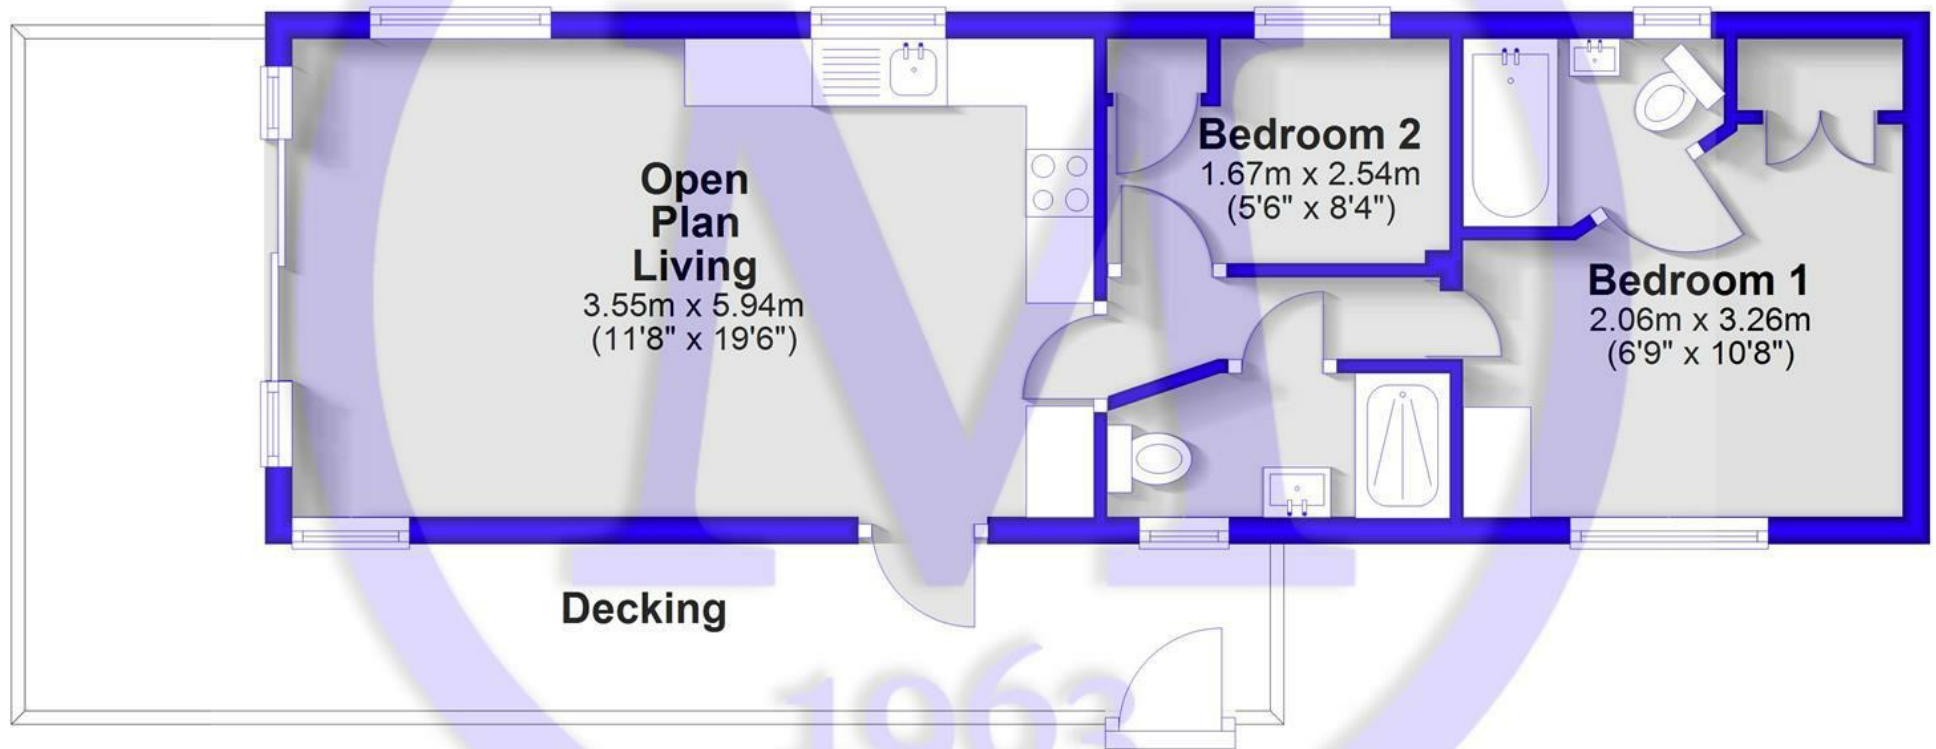 Open
Plan
Living
3.55m x 5.94m
(11'8" x 19'6")
Bedroom 2
1.67m x 2.54m
(5'6" x 8'4")
Bedroom 1
2.06m x 3.26m
(6'9" x 10'8")
Decking
M
1963